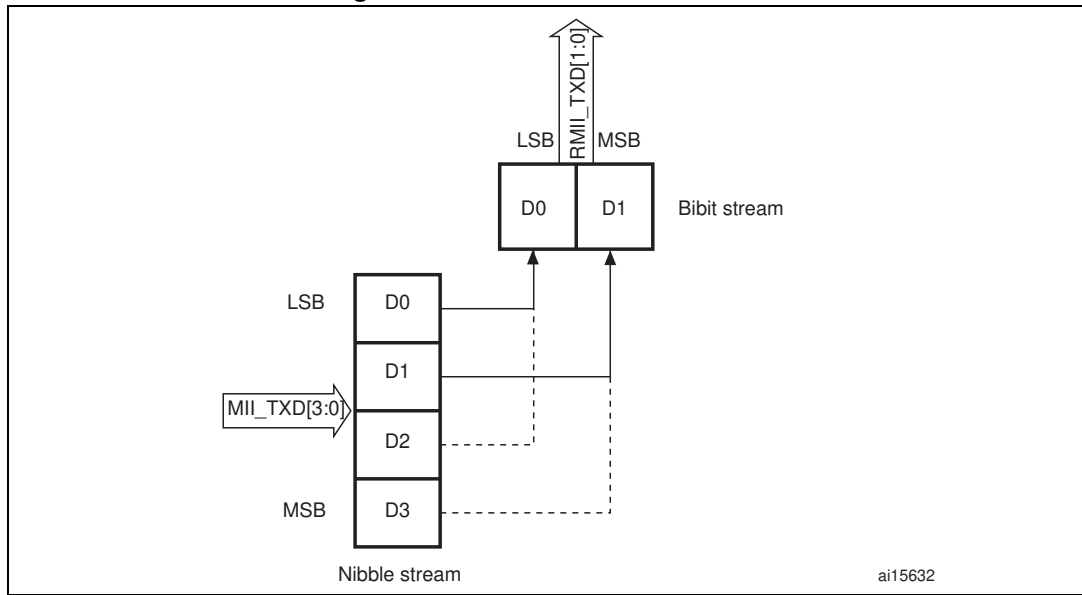 RMII_TXD[1:0]
LSB MSB
D0 D1 Bibit stream
LSB D0
D1
MII_TXD[3:0]
D2
MSB D3
Nibble stream
ai15632